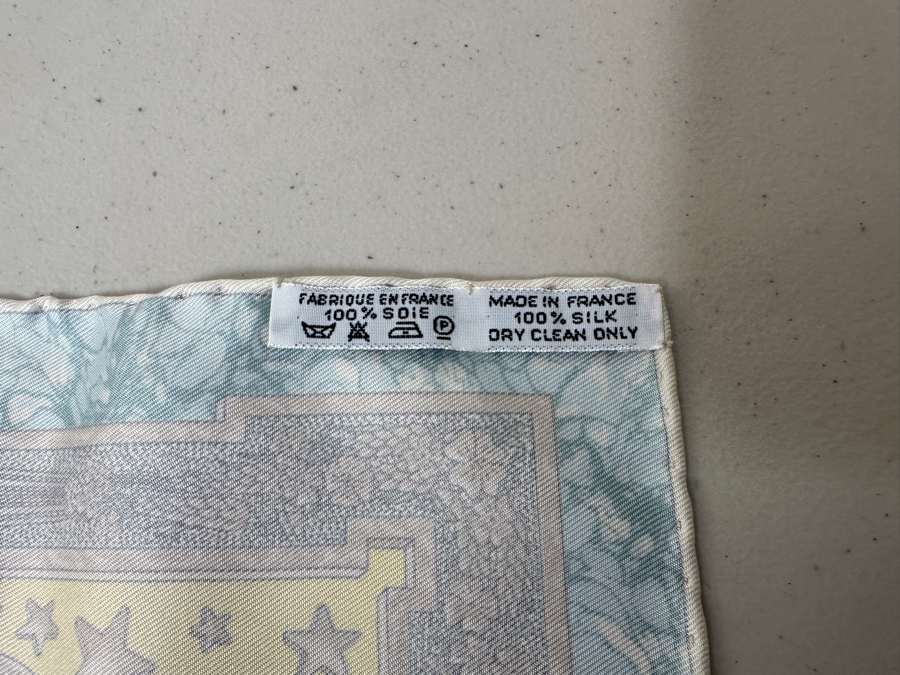 FABRIQUE EN FRANCE
100% SOIE
P
MADE IN FRANCE
100% SILK
DRY CLEAN ONLY